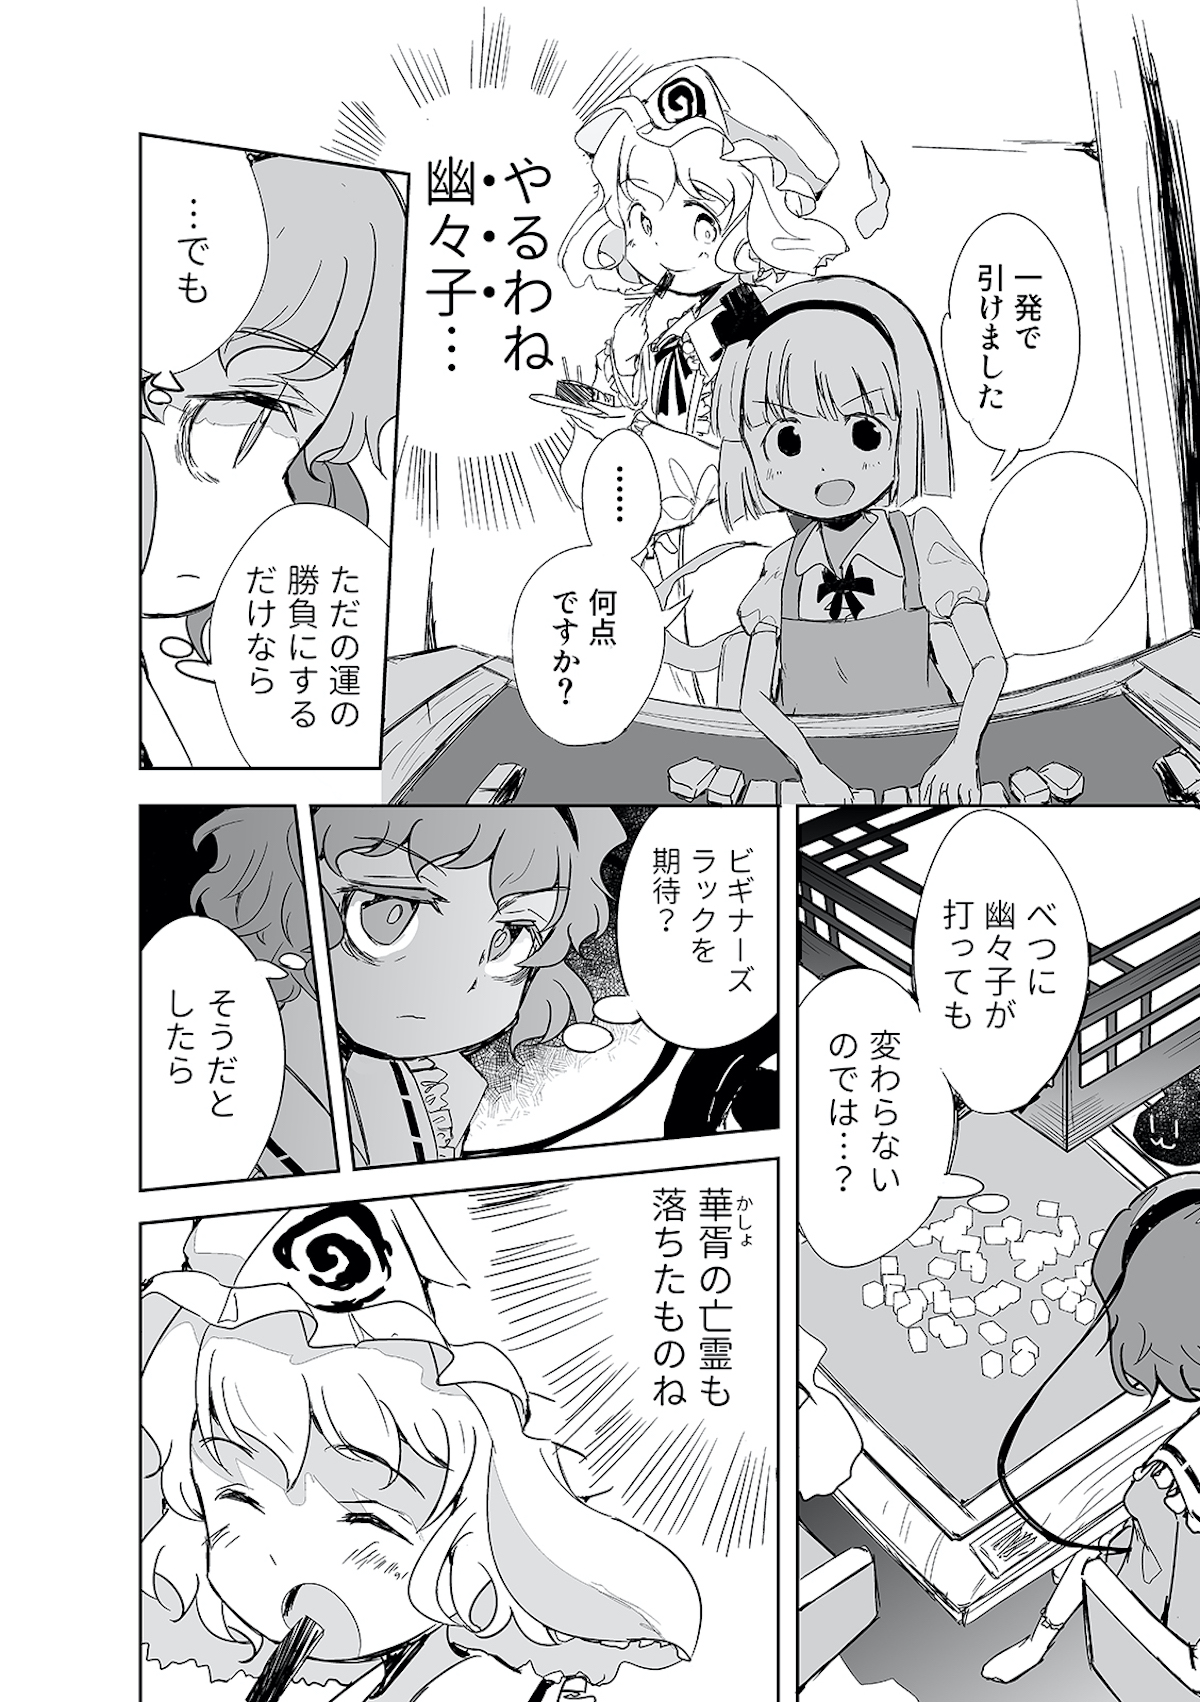 一発で
引けました
……
何点
ですか？
やるわね
幽々子…
…でも
ただの運の
勝負にする
だけなら
べつに
幽々子が
打っても
変わらない
のでは…？
ビギナーズ
ラックを
期待？
そうだと
したら
華胥の亡霊も
かしょ
落ちたものね